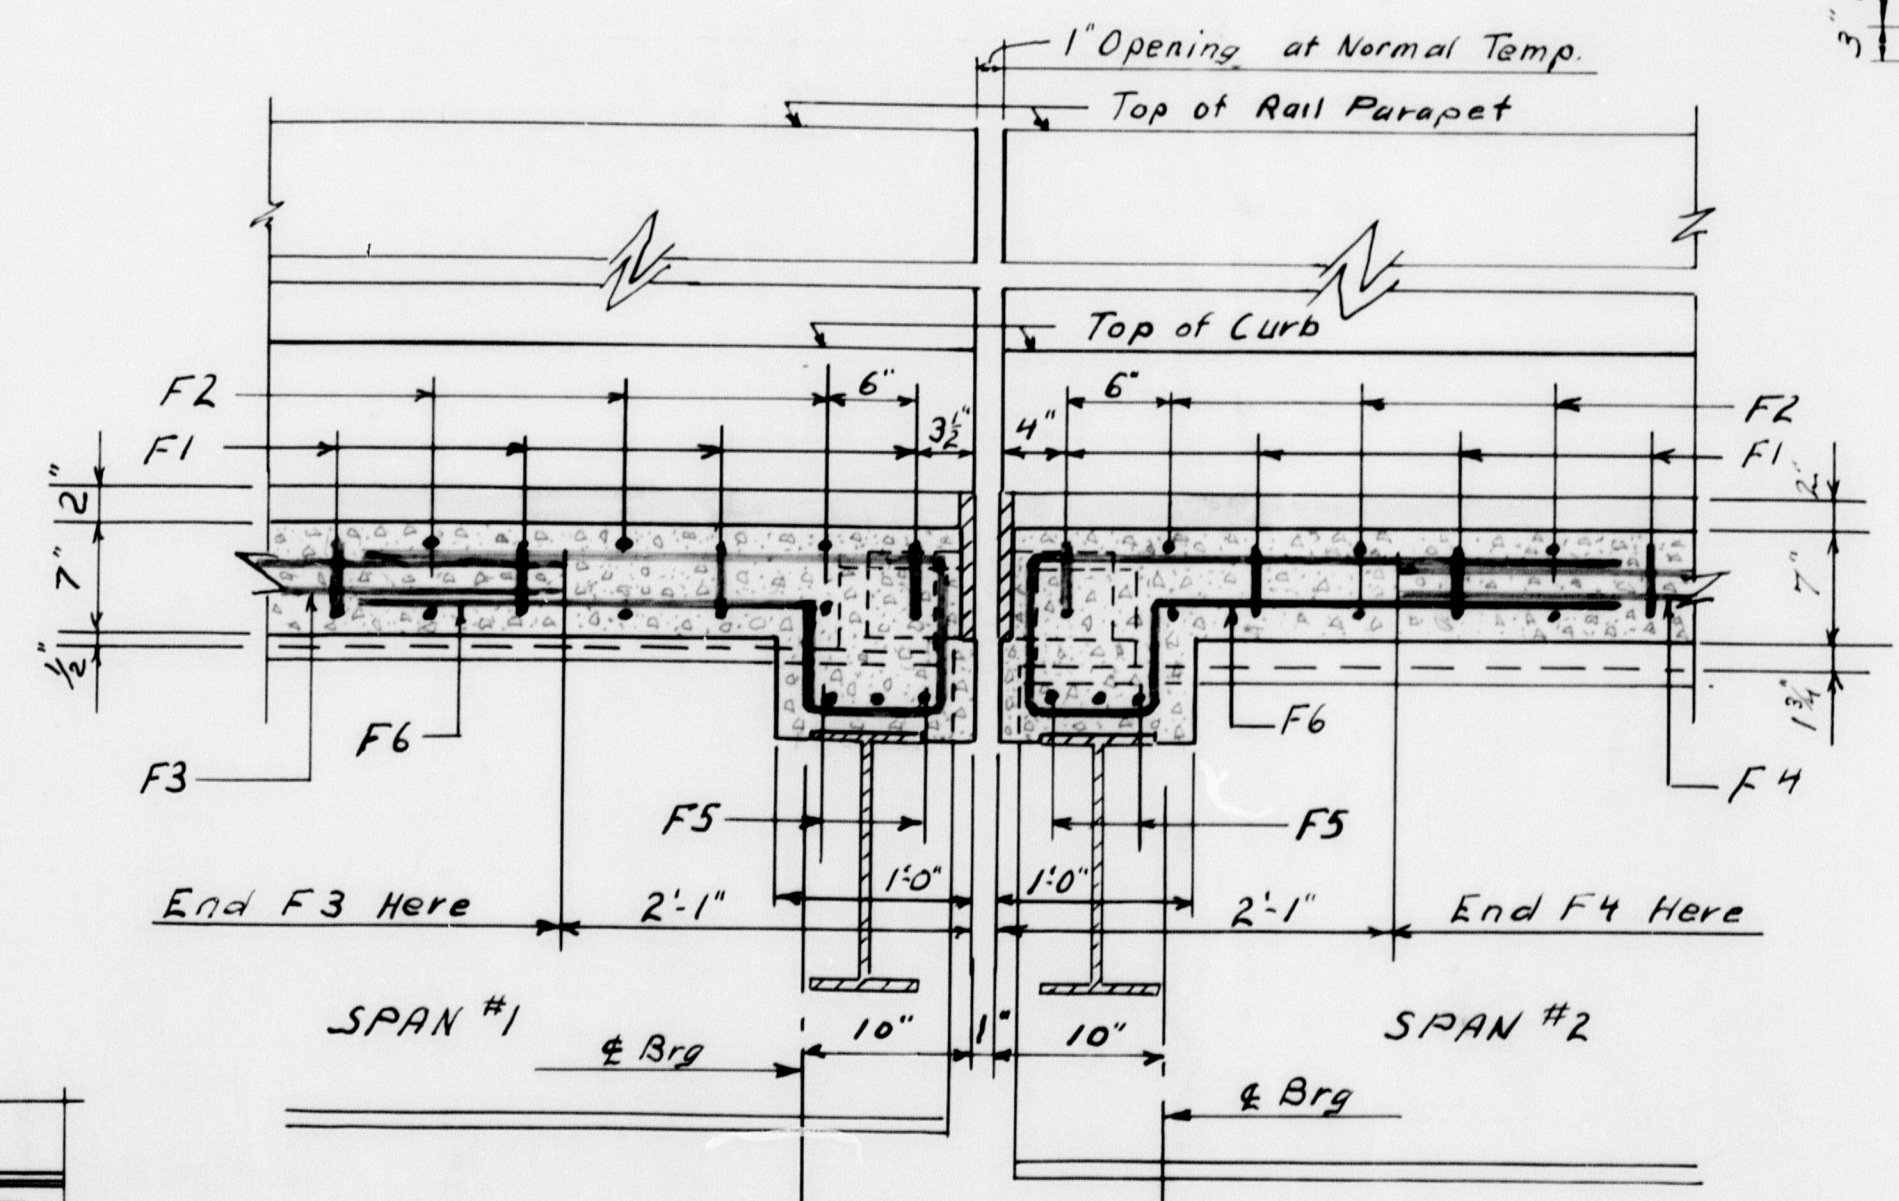 3"
1" Opening at Normal Temp.
Top of Rail Parapet
Top of Curb
F2 6" 6" F2
F1 3½" 4" F1
2" 2"
7" 7"
½" 1¾"
F6 F6
F3 F4
F5 F5
1'-0" 1'-0"
End F3 Here 2'-1" 2'-1" End F4 Here
SPAN #1 10" 1" 10" SPAN #2
℄ Brg
℄ Brg